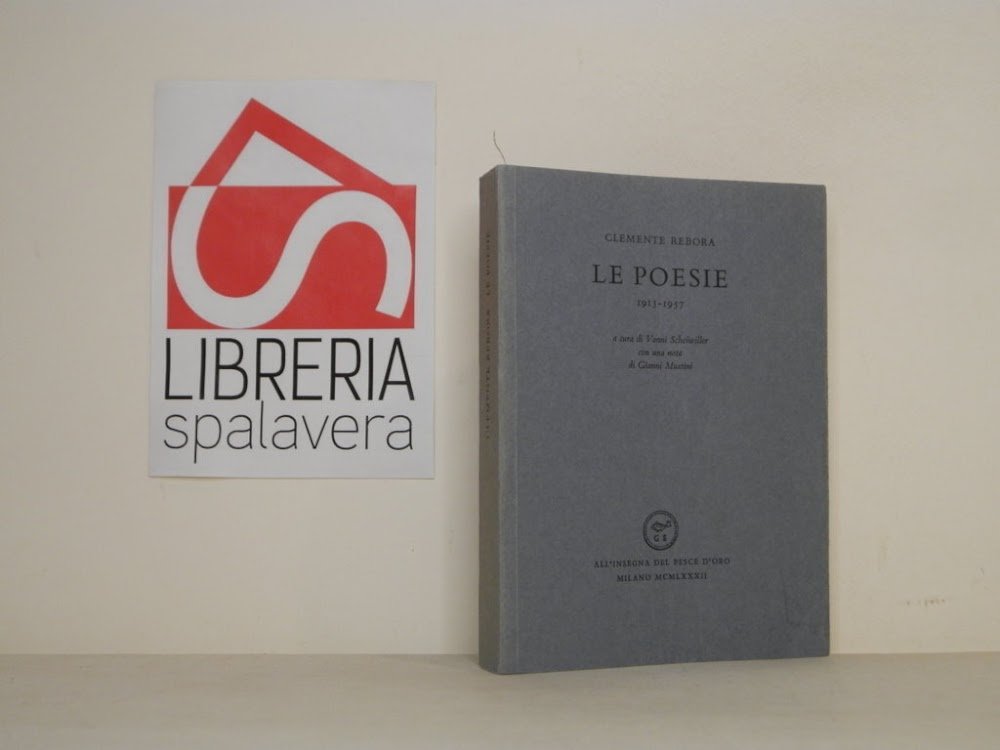 LIBRERIA
spalavera
CLEMENTE REBORA LE POESIE
CLEMENTE REBORA
LE POESIE
1913-1957
a cura di Vanni Scheiwiller
con una nota
di Gianni Mussini
G S
ALL'INSEGNA DEL PESCE D'ORO
MILANO MCMLXXXII